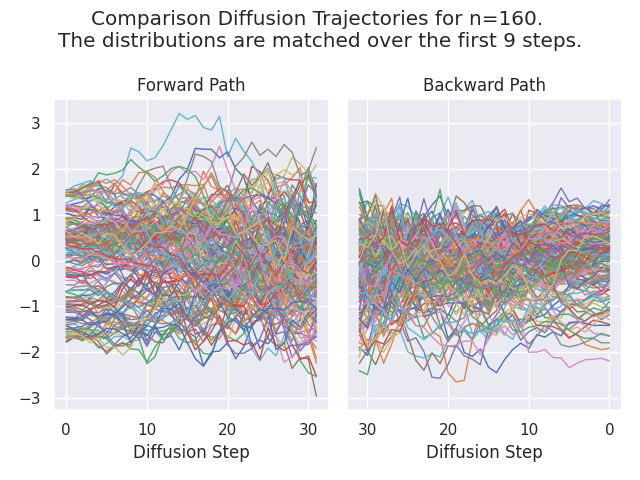 Comparison Diffusion Trajectories for n=160.
The distributions are matched over the first 9 steps.
Forward Path
Backward Path
3
2
1
0
−1
−2
−3
0 10 20 30
30 20 10 0
Diffusion Step
Diffusion Step